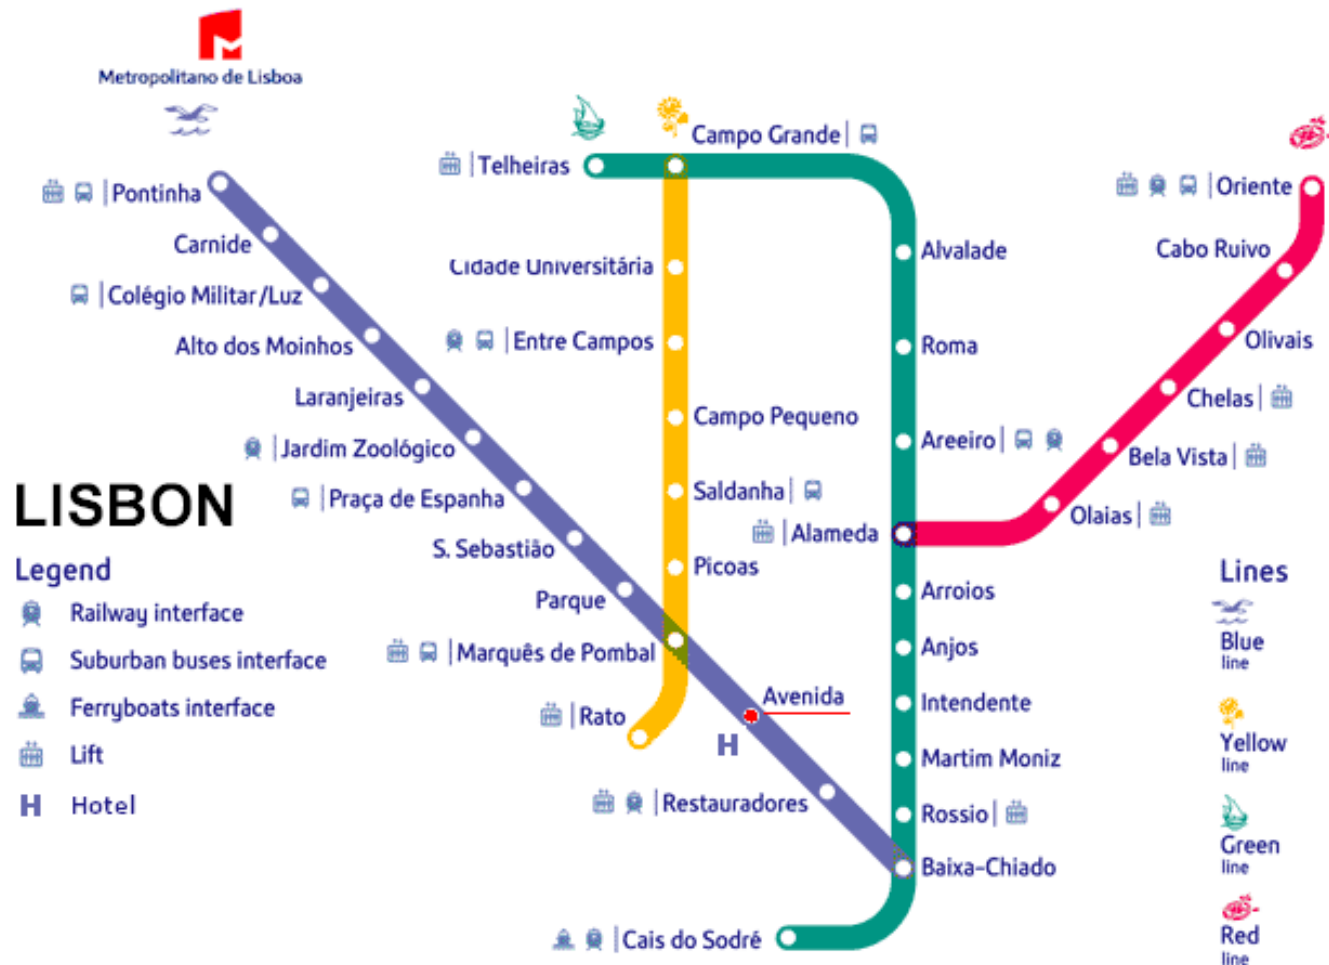 Metropolitano de Lisboa
Campo Grande
Telheiras
Oriente
Pontinha
Carnide
Cabo Ruivo
Alvalade
Cidade Universitária
Colégio Militar/Luz
Alto dos Moinhos
Entre Campos
Roma
Olivais
Laranjeiras
Chelas
Campo Pequeno
Jardim Zoológico
Areeiro
Bela Vista
Praça de Espanha
Saldanha
LISBON
Olaias
Alameda
S. Sebastião
Picoas
Legend
Lines
Parque
Arroios
Railway interface
Blue
line
Marquês de Pombal
Anjos
Suburban buses interface
Avenida
Intendente
Ferryboats interface
Rato
H
Yellow
line
Lift
Martim Moniz
Restauradores
Rossio
H Hotel
Green
line
Baixa-Chiado
Cais do Sodré
Red
line